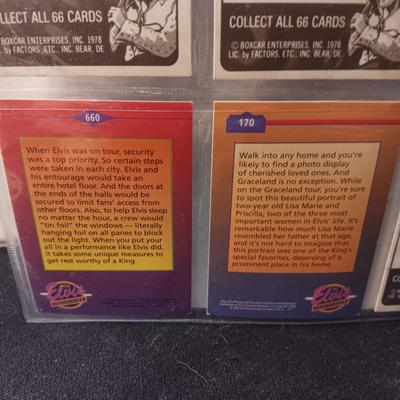 COLLECT ALL 66 CARDS
© BOXCAR ENTERPRISES, INC. 1978
LIC. by FACTORS, ETC. INC. BEAR, DE
COLLECT ALL 66 CARDS
© BOXCAR ENTERPRISES, INC. 1978
LIC. by FACTORS, ETC. INC. BEAR, DE
660
When Elvis was on tour, security
was a top priority. So certain steps
were taken in each city. Elvis and
his entourage would take an
entire hotel floor. And the doors at
the ends of the halls would be
secured to limit fans' access from
other floors. Also, to help Elvis sleep
no matter the hour, a crew would
"tin foil" the windows — literally
hanging foil on all panes to block
out the light. When you put your
all in a performance like Elvis did,
it takes some unique measures to
get rest worthy of a King.
Elvis
170
Walk into any home and you're
likely to find a photo display
of cherished loved ones. And
Graceland is no exception. While
on the Graceland tour, you're sure
to spot this beautiful portrait of
two-year old Lisa Marie and
Priscilla, two of the three most
important women in Elvis' life. It's
remarkable how much Lisa Marie
resembled her father at that age,
and it's not hard to imagine that
this portrait was one of the King's
special favorites, deserving of a
prominent place in his home.
Elvis